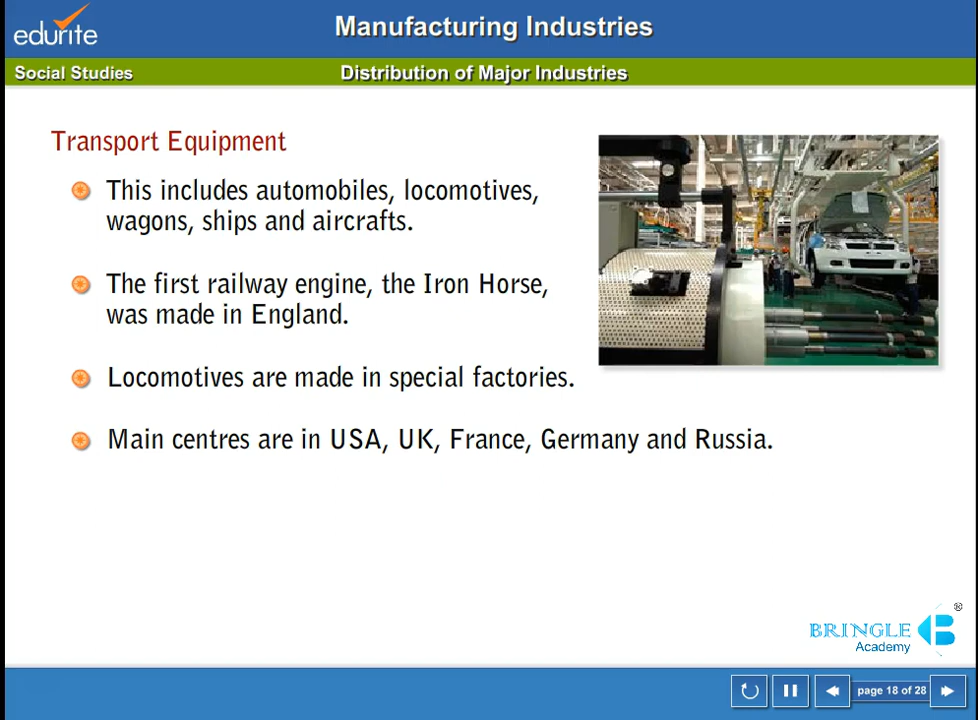 edurite
Manufacturing Industries
Social Studies
Distribution of Major Industries
Transport Equipment
This includes automobiles, locomotives,
wagons, ships and aircrafts.
The first railway engine, the Iron Horse,
was made in England.
Locomotives are made in special factories.
Main centres are in USA, UK, France, Germany and Russia.
BRINGLE
Academy
®
page 18 of 28